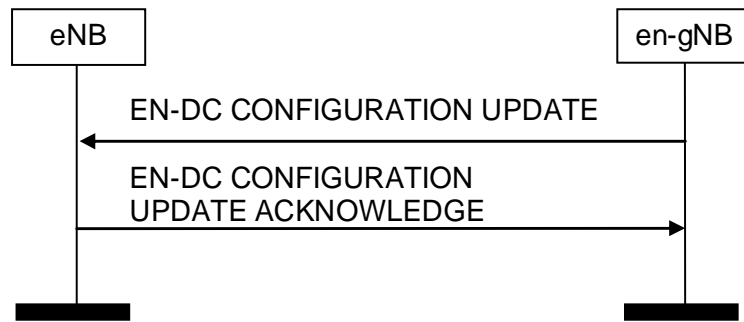 eNB
en-gNB
EN-DC CONFIGURATION UPDATE
EN-DC CONFIGURATION
UPDATE ACKNOWLEDGE